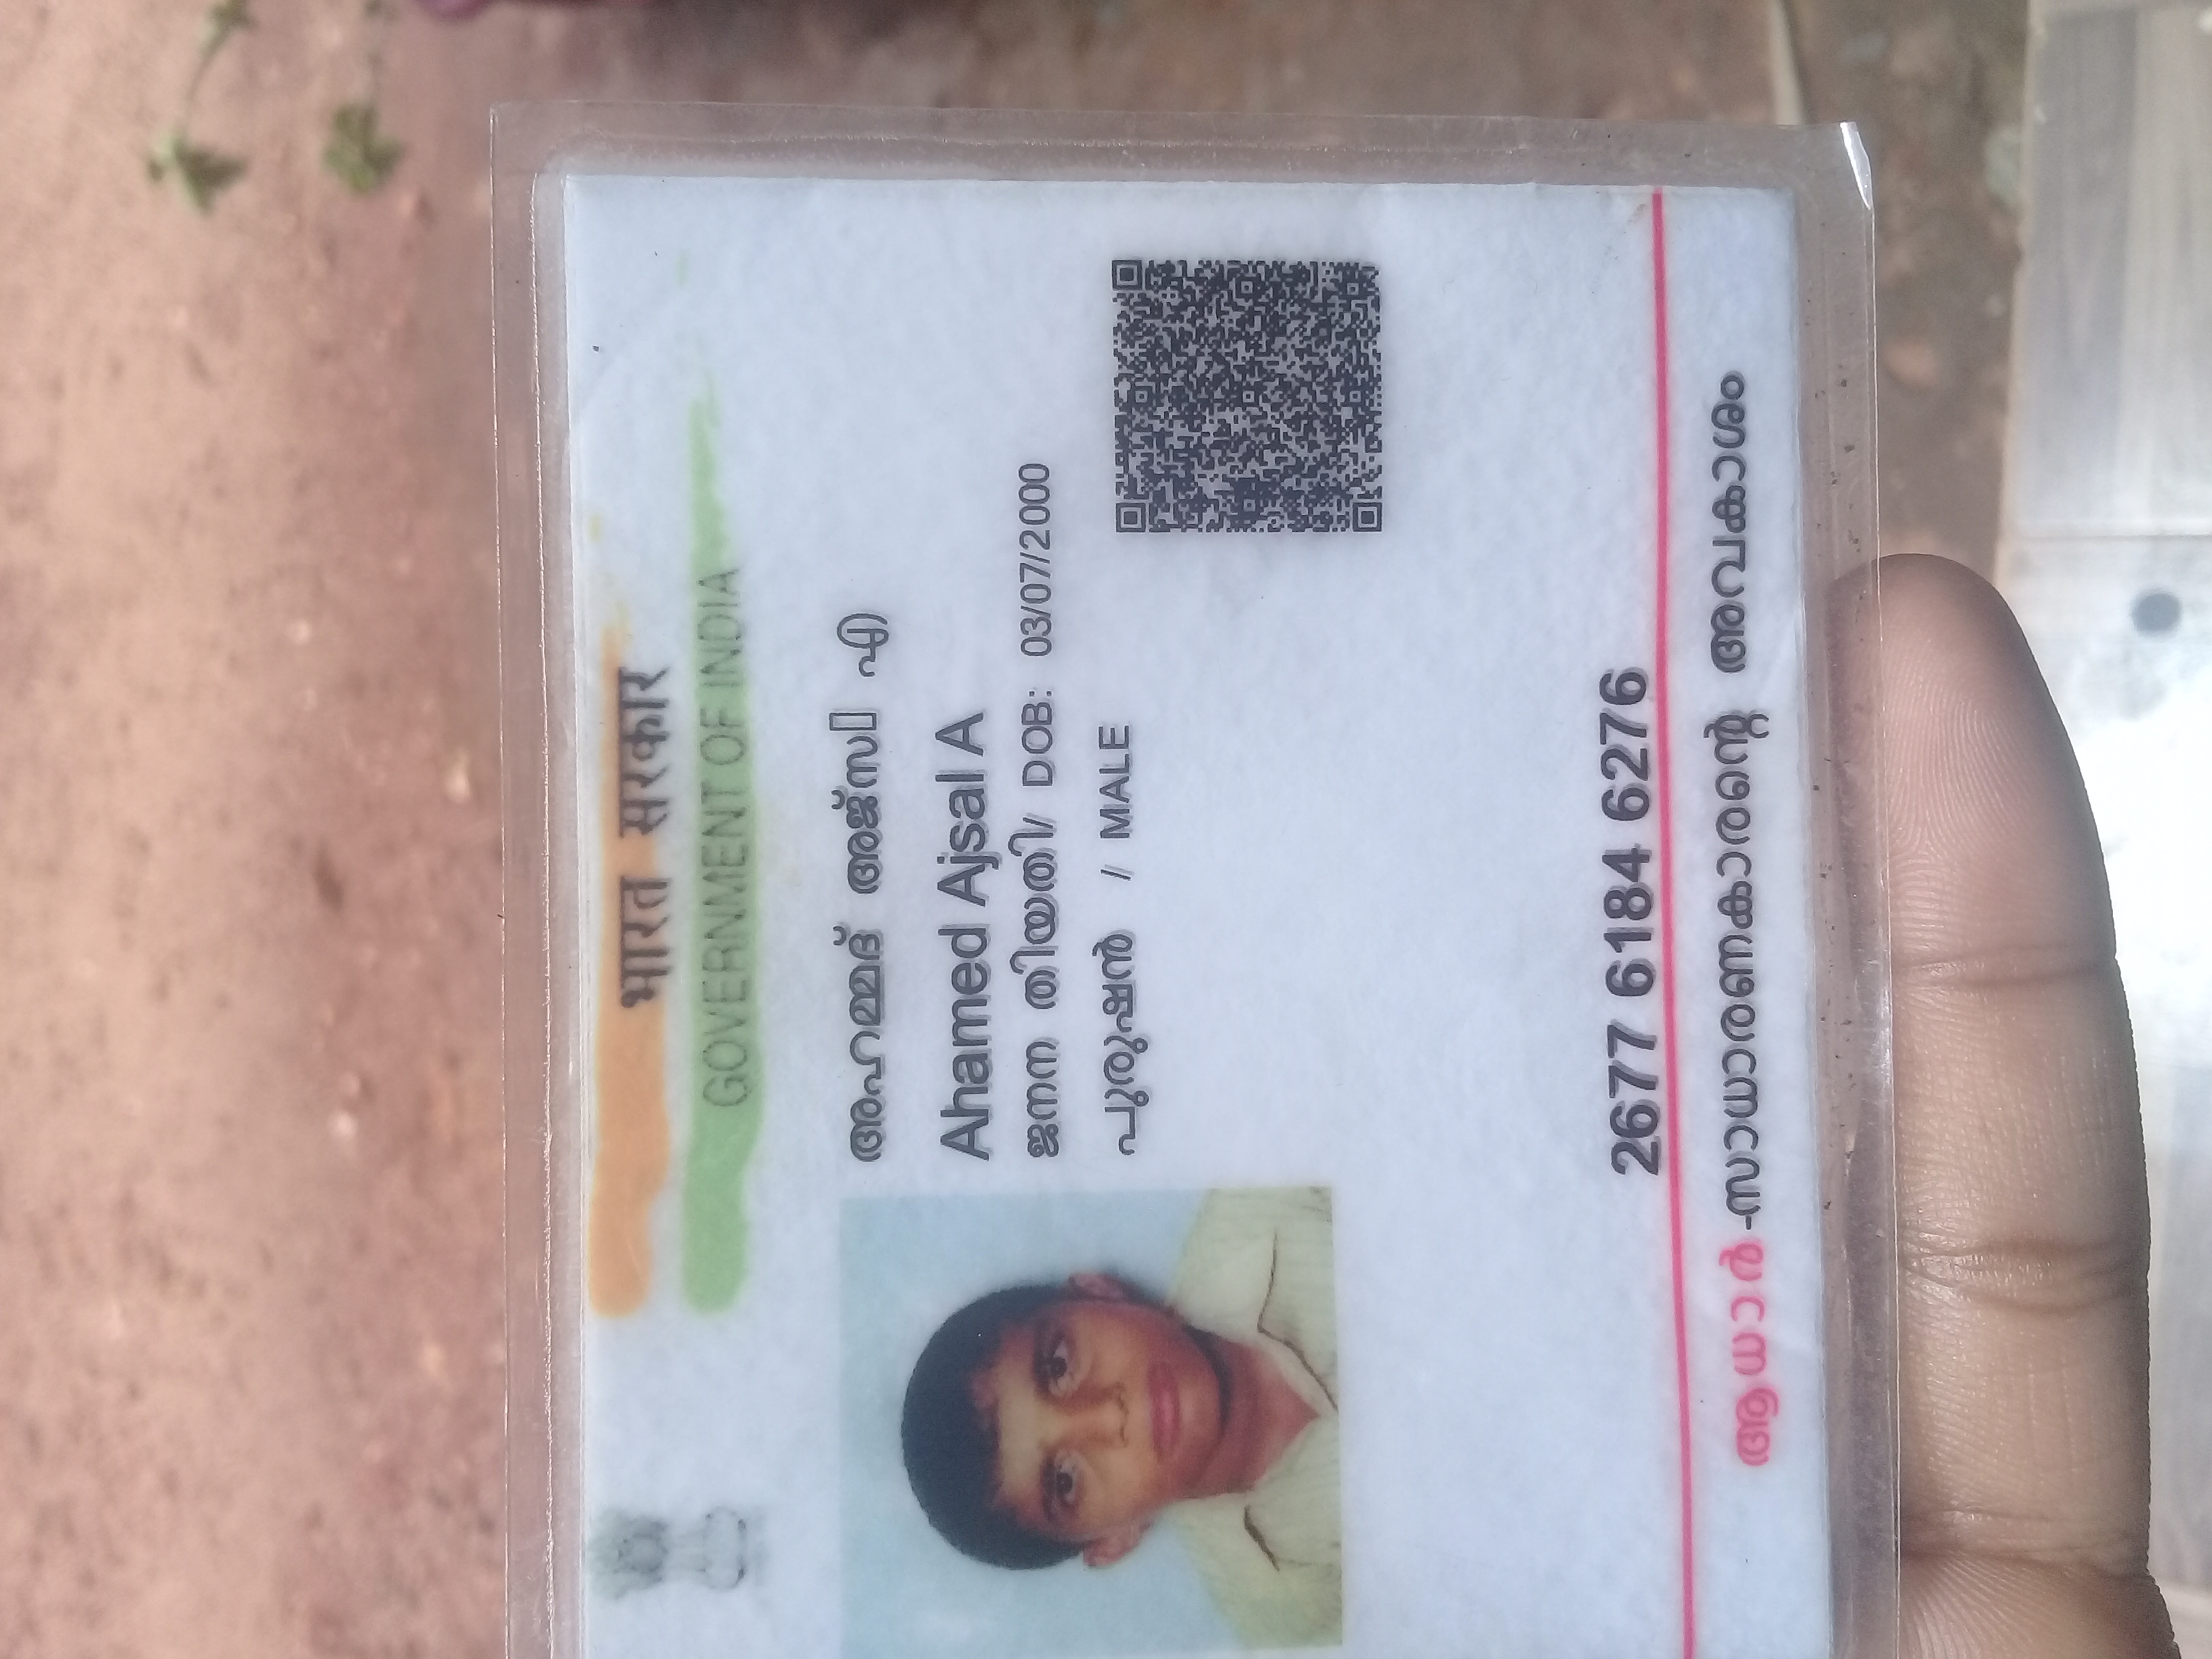 भारत सरकार
GOVERNMENT OF INDIA
അഹമ്മദ് അജ്സ▯ എ
Ahamed Ajsal A
ജനന തിയതി/ DOB: 03/07/2000
പുരുഷൻ / MALE
2677 6184 6276
ആധാർ-സാധാരണകാരന്റെ അവകാശം